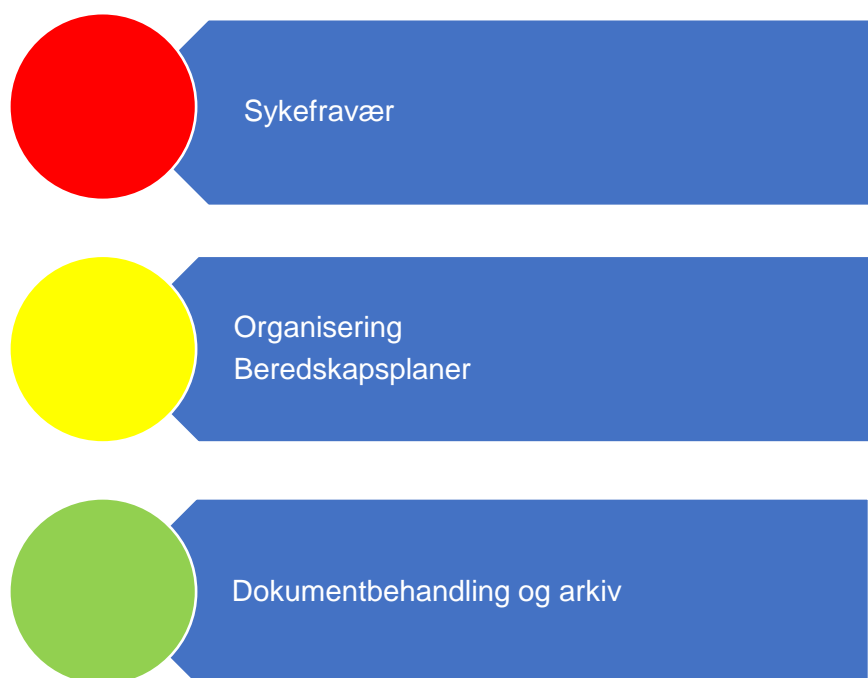 Sykefravær
Organisering
Beredskapsplaner
Dokumentbehandling og arkiv